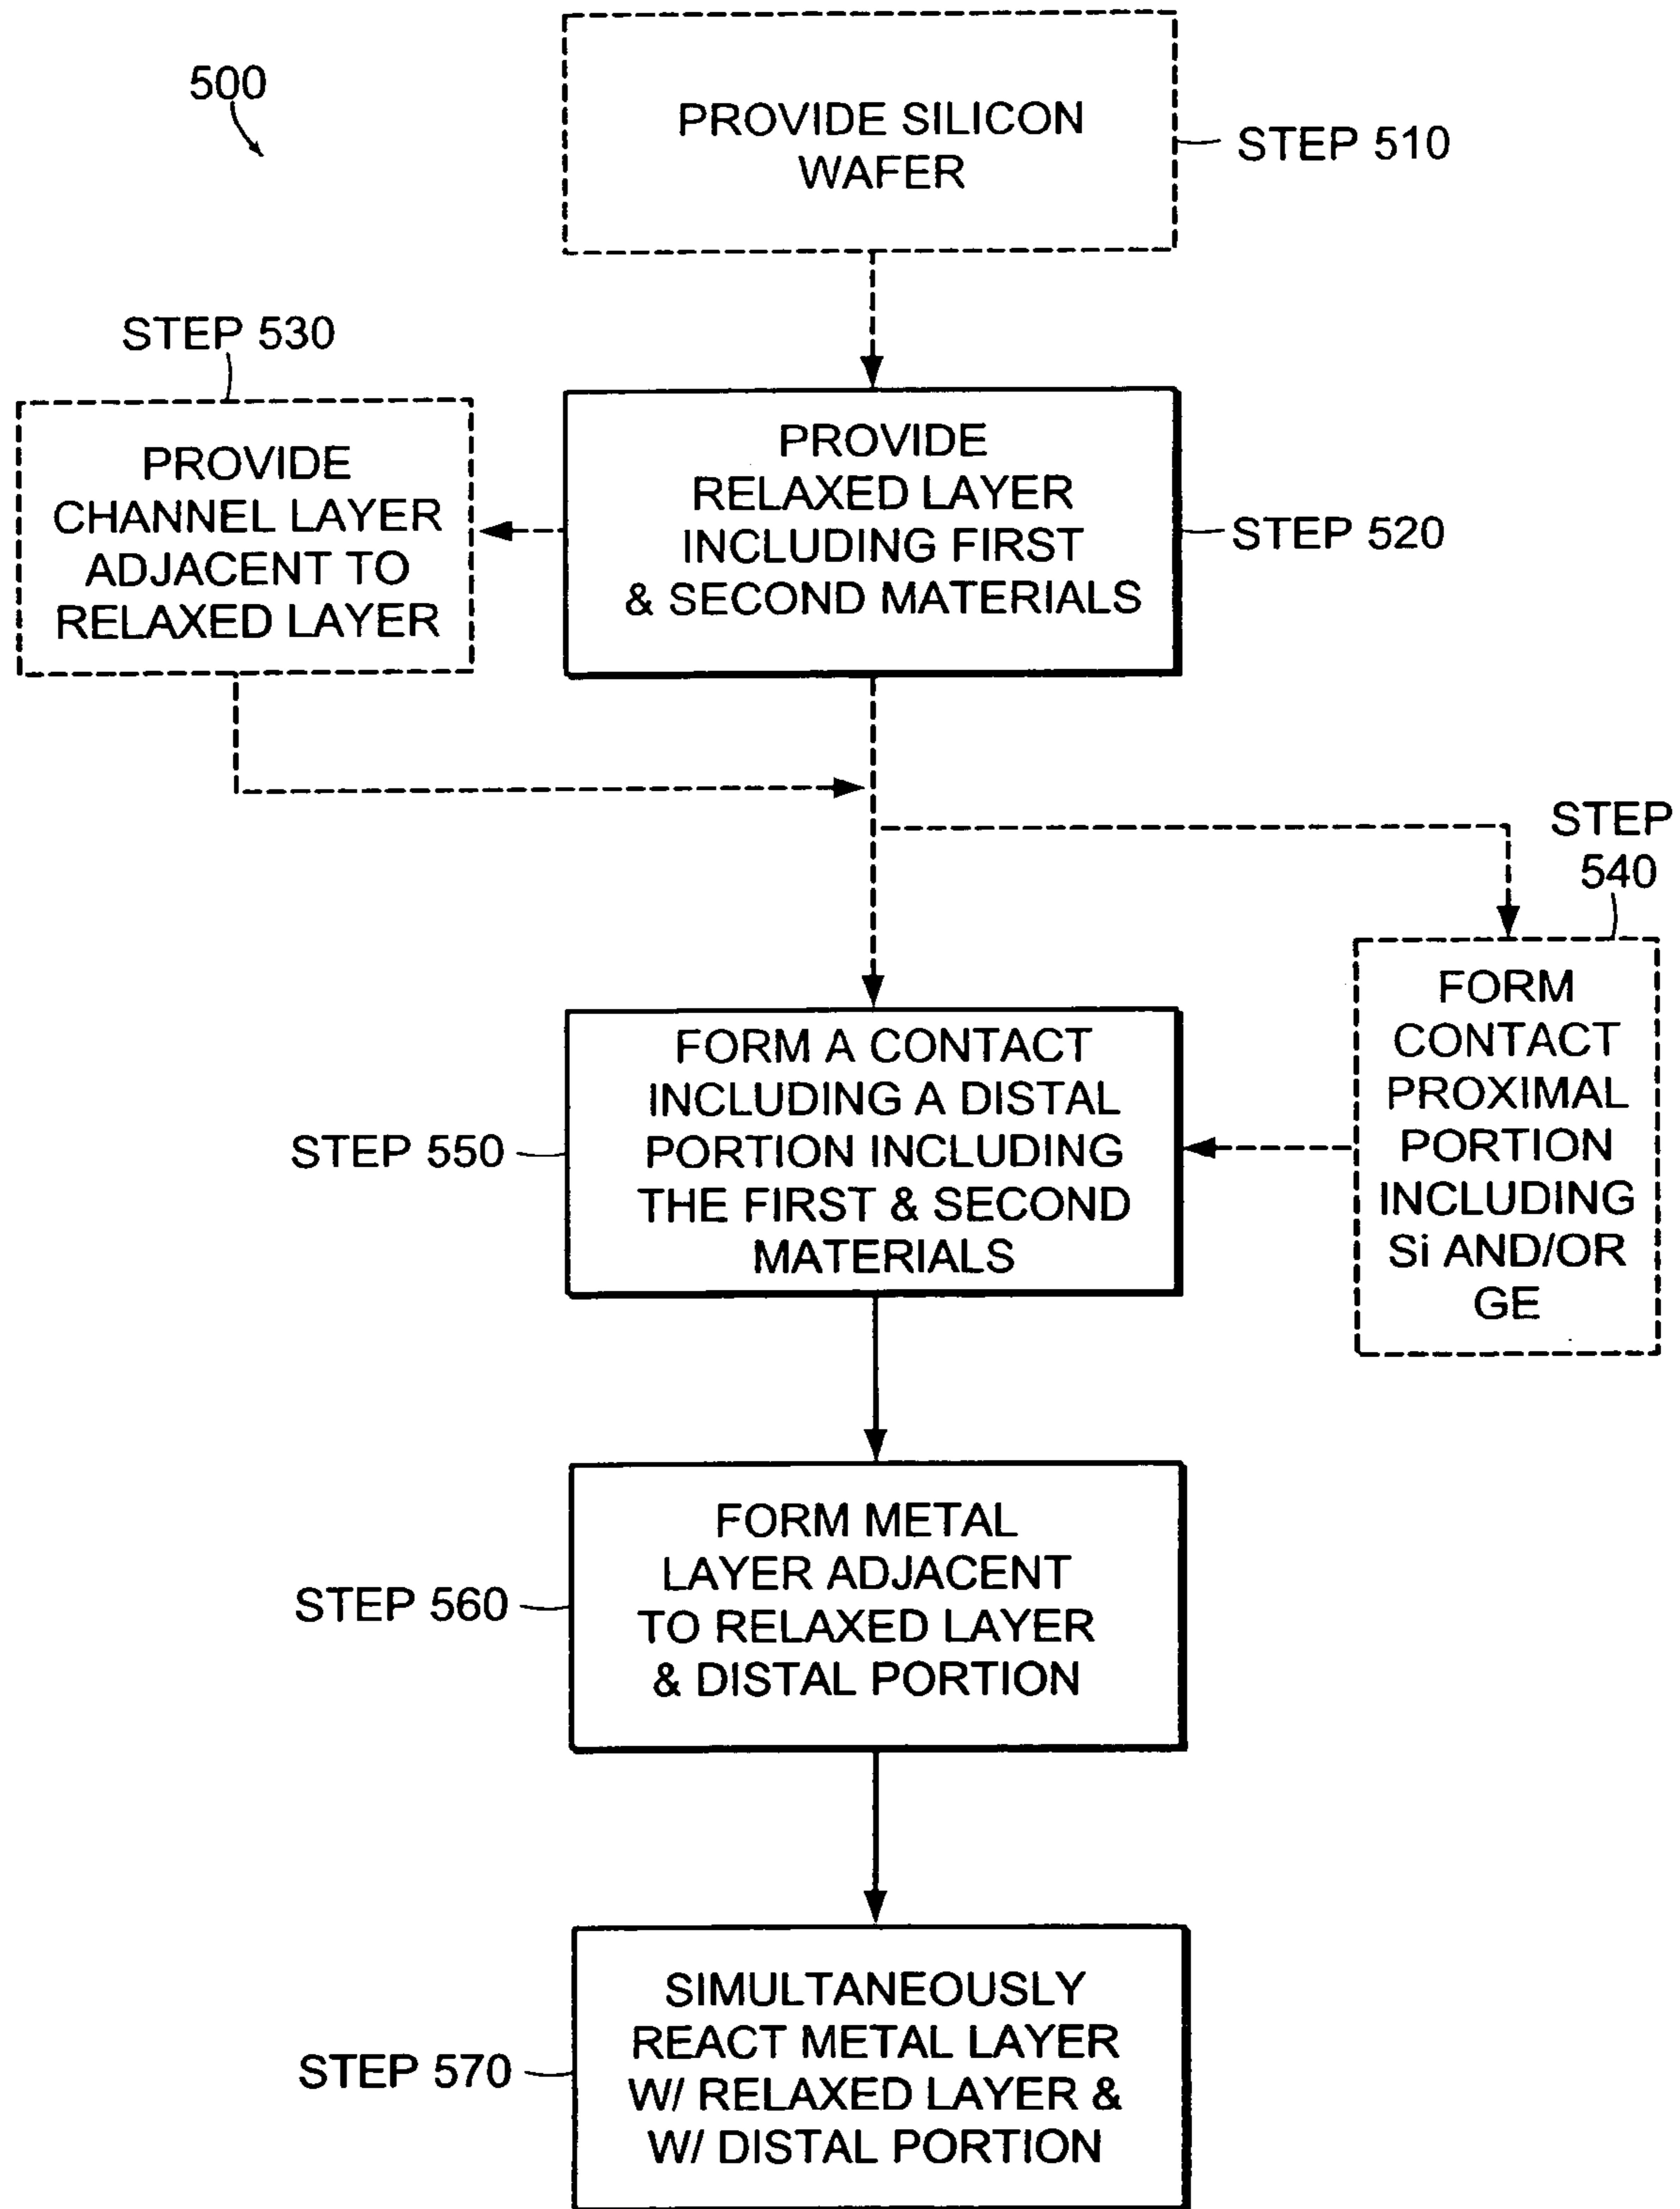 500
PROVIDE SILICON
WAFER
STEP 510
STEP 530
PROVIDE
CHANNEL LAYER
ADJACENT TO
RELAXED LAYER
PROVIDE
RELAXED LAYER
INCLUDING FIRST
& SECOND MATERIALS
STEP 520
STEP
540
FORM
CONTACT
PROXIMAL
PORTION
INCLUDING
Si AND/OR
GE
FORM A CONTACT
INCLUDING A DISTAL
PORTION INCLUDING
THE FIRST & SECOND
MATERIALS
STEP 550
FORM METAL
LAYER ADJACENT
TO RELAXED LAYER
& DISTAL PORTION
STEP 560
SIMULTANEOUSLY
REACT METAL LAYER
W/ RELAXED LAYER &
W/ DISTAL PORTION
STEP 570